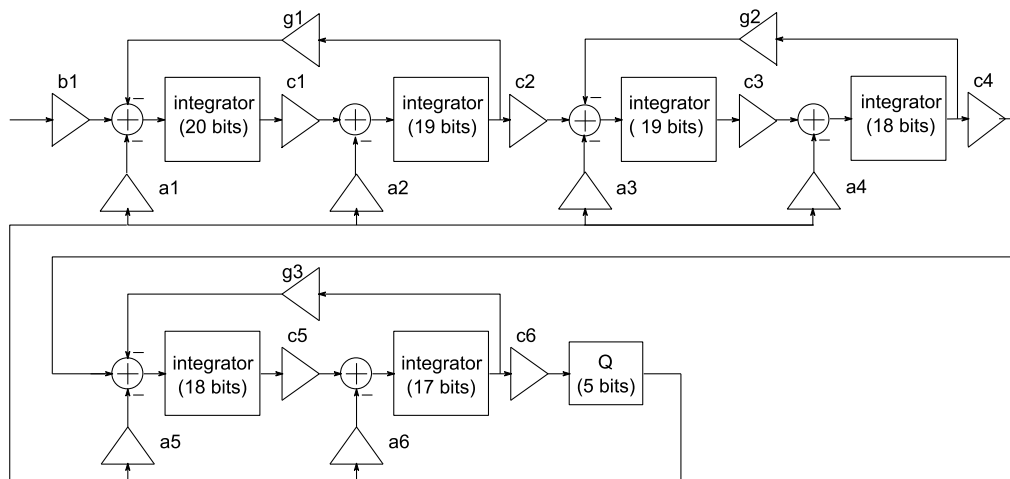 g1
g2
b1
c1
c2
c3
c4
integrator
(20 bits)
integrator
(19 bits)
integrator
( 19 bits)
integrator
(18 bits)
a1
a2
a3
a4
g3
c5
c6
integrator
(18 bits)
integrator
(17 bits)
Q
(5 bits)
a5
a6